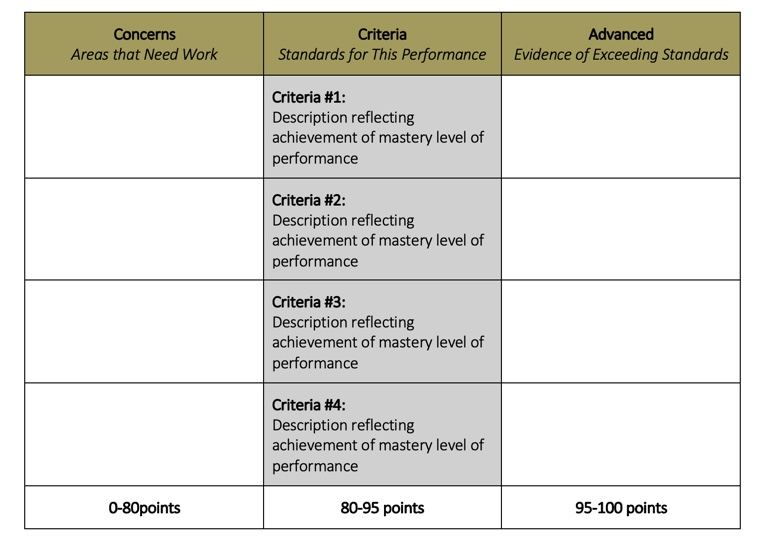 Concerns
Areas that Need Work
Criteria
Standards for This Performance
Advanced
Evidence of Exceeding Standards
Criteria #1:
Description reflecting
achievement of mastery level of
performance
Criteria #2:
Description reflecting
achievement of mastery level of
performance
Criteria #3:
Description reflecting
achievement of mastery level of
performance
Criteria #4:
Description reflecting
achievement of mastery level of
performance
0-80points
80-95 points
95-100 points